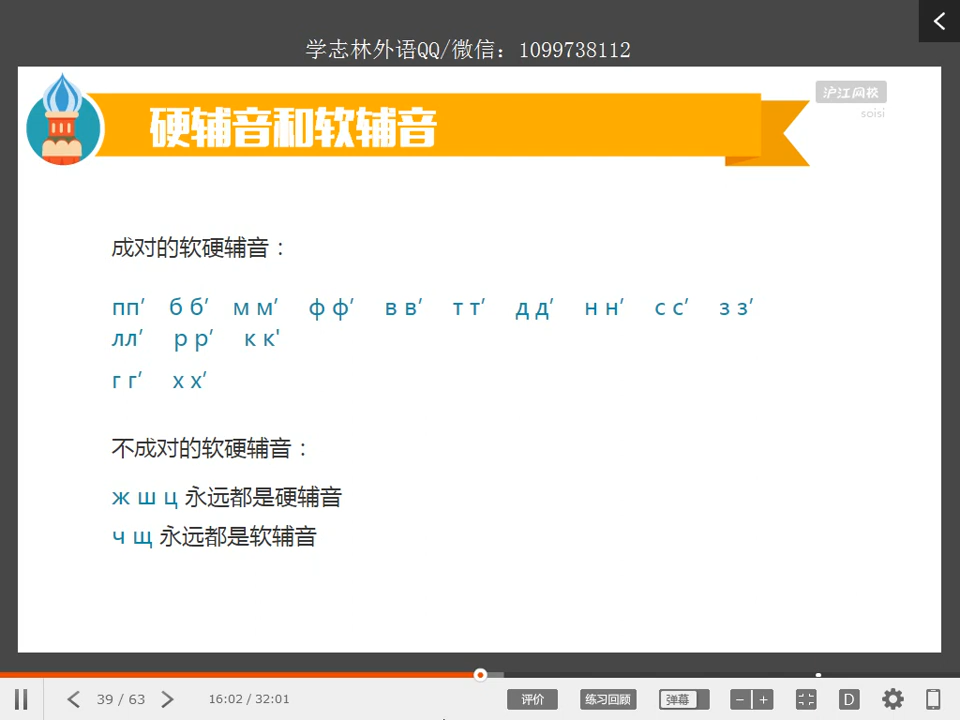 学志林外语QQ/微信：1099738112
沪江网校
soisi
硬辅音和软辅音
成对的软硬辅音：
пп′ б б′ м м′ ф ф′ в в′ т т′ д д′ н н′ с с′ з з′
лл′ р р′ к к'
г г′ х х′
不成对的软硬辅音：
ж ш ц 永远都是硬辅音
ч щ 永远都是软辅音
39 / 63 16:02 / 32:01 评价 练习回顾 弹幕 − + D